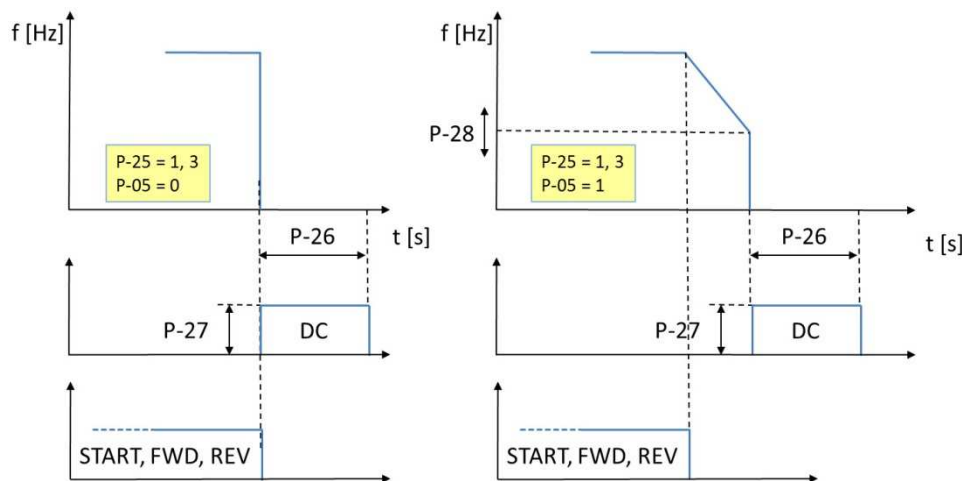 f [Hz]
P-25 = 1, 3
P-05 = 0
t [s]
P-26
P-27
DC
START, FWD, REV
f [Hz]
P-28
P-25 = 1, 3
P-05 = 1
t [s]
P-26
P-27
DC
START, FWD, REV